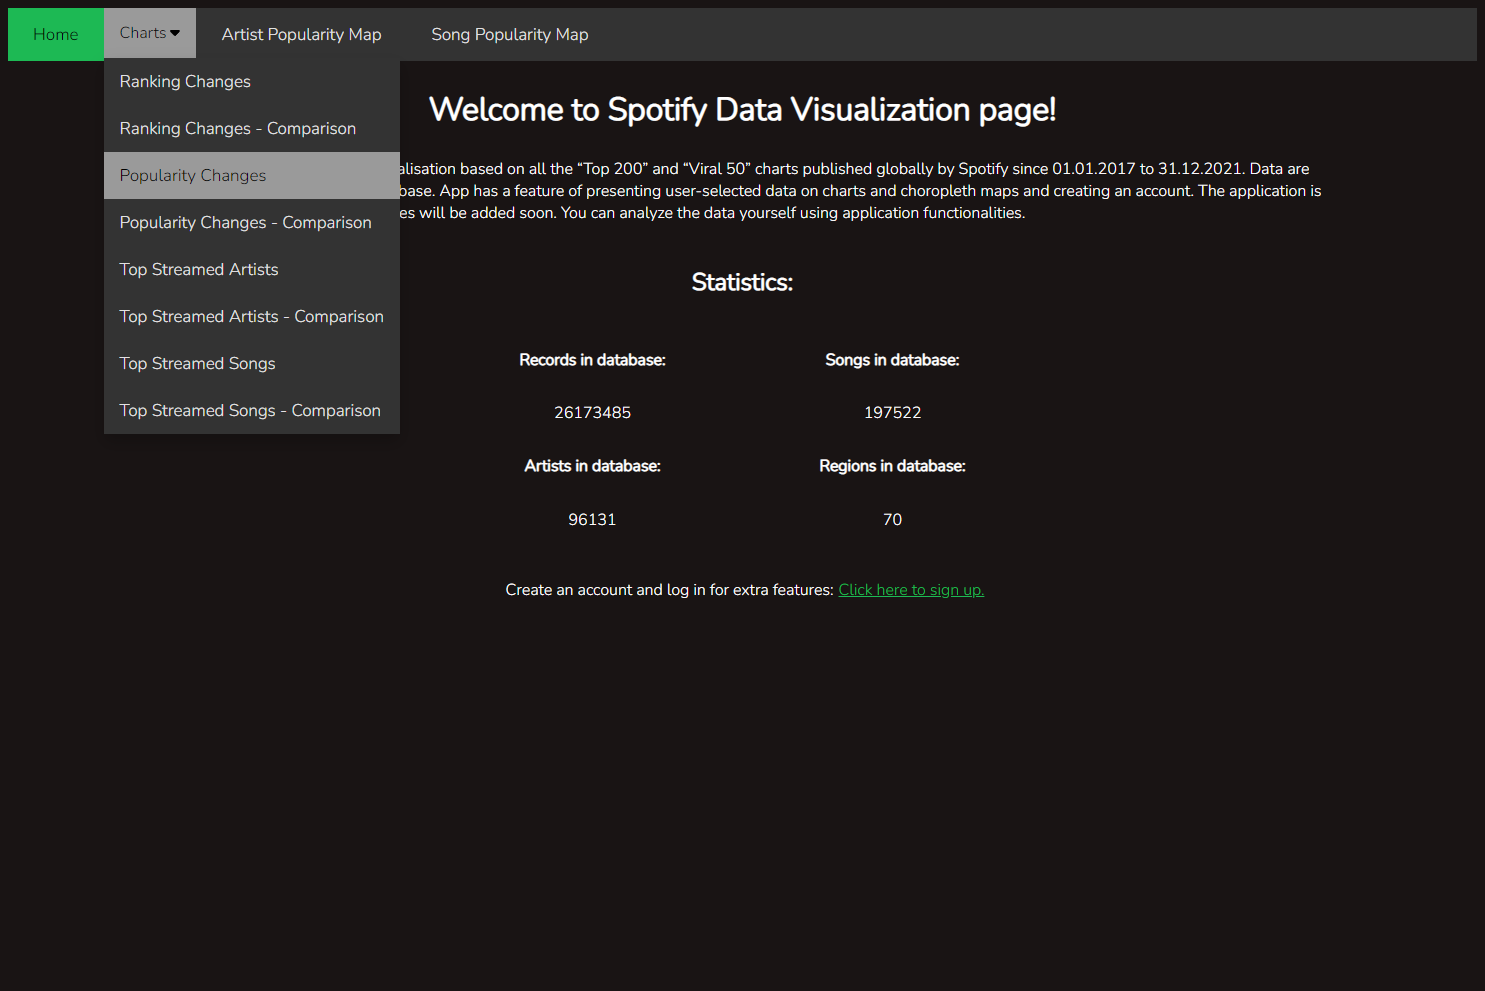 Home Charts Artist Popularity Map Song Popularity Map
Ranking Changes
Ranking Changes - Comparison
Popularity Changes
Popularity Changes - Comparison
Top Streamed Artists
Top Streamed Artists - Comparison
Top Streamed Songs
Top Streamed Songs - Comparison
Welcome to Spotify Data Visualization page!
based on all the “Top 200” and “Viral 50” charts published globally by Spotify since 01.01.2017 to 31.12.2021. Data are
App has a feature of presenting user-selected data on charts and choropleth maps and creating an account. The application is
will be added soon. You can analyze the data yourself using application functionalities.
Statistics:
Records in database: Songs in database:
26173485 197522
Artists in database: Regions in database:
96131 70
Create an account and log in for extra features: Click here to sign up.